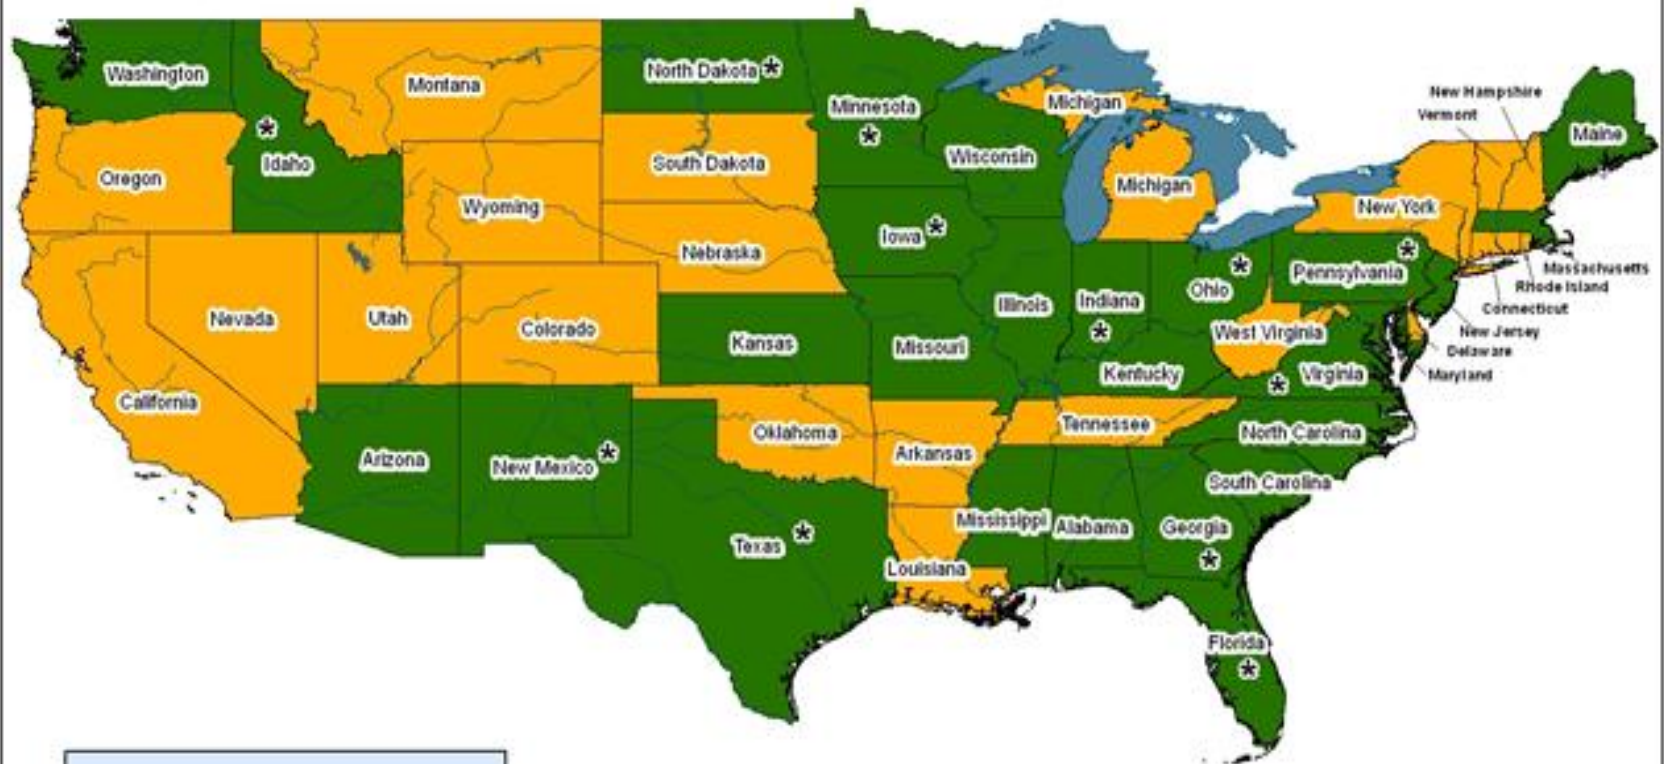 Washington
Montana
North Dakota *
Minnesota
*
Michigan
New Hampshire
Vermont
Maine
Oregon
*
Idaho
Wyoming
South Dakota
Wisconsin
Michigan
New York
Nebraska
Iowa *
Illinois
Indiana
*
Ohio
*
Pennsylvania
*
Massachusetts
Rhode Island
Connecticut
New Jersey
Delaware
Maryland
Nevada
Utah
Colorado
Kansas
Missouri
West Virginia
Kentucky
Virginia
*
California
Arizona
New Mexico *
Oklahoma
Arkansas
Tennessee
North Carolina
South Carolina
Texas *
Louisiana
Mississippi
Alabama
Georgia
*
Florida
*